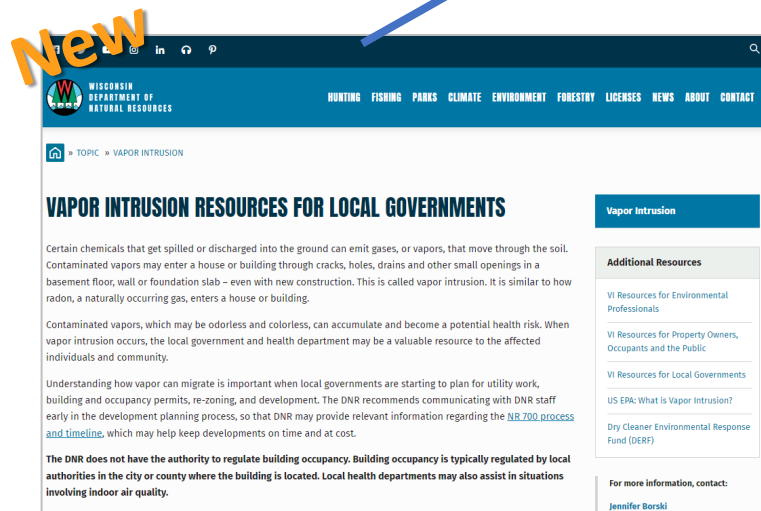 New
in
WISCONSIN
DEPARTMENT OF
NATURAL RESOURCES
HUNTING FISHING PARKS CLIMATE ENVIRONMENT FORESTRY LICENSES NEWS ABOUT CONTACT
» TOPIC » VAPOR INTRUSION
VAPOR INTRUSION RESOURCES FOR LOCAL GOVERNMENTS
Certain chemicals that get spilled or discharged into the ground can emit gases, or vapors, that move through the soil.
Contaminated vapors may enter a house or building through cracks, holes, drains and other small openings in a
basement floor, wall or foundation slab – even with new construction. This is called vapor intrusion. It is similar to how
radon, a naturally occurring gas, enters a house or building.
Contaminated vapors, which may be odorless and colorless, can accumulate and become a potential health risk. When
vapor intrusion occurs, the local government and health department may be a valuable resource to the affected
individuals and community.
Understanding how vapor can migrate is important when local governments are starting to plan for utility work,
building and occupancy permits, re-zoning, and development. The DNR recommends communicating with DNR staff
early in the development planning process, so that DNR may provide relevant information regarding the NR 700 process
and timeline, which may help keep developments on time and at cost.
The DNR does not have the authority to regulate building occupancy. Building occupancy is typically regulated by local
authorities in the city or county where the building is located. Local health departments may also assist in situations
involving indoor air quality.
Vapor Intrusion
Additional Resources
VI Resources for Environmental
Professionals
VI Resources for Property Owners,
Occupants and the Public
VI Resources for Local Governments
US EPA: What is Vapor Intrusion?
Dry Cleaner Environmental Response
Fund (DERF)
For more information, contact:
Jennifer Borski